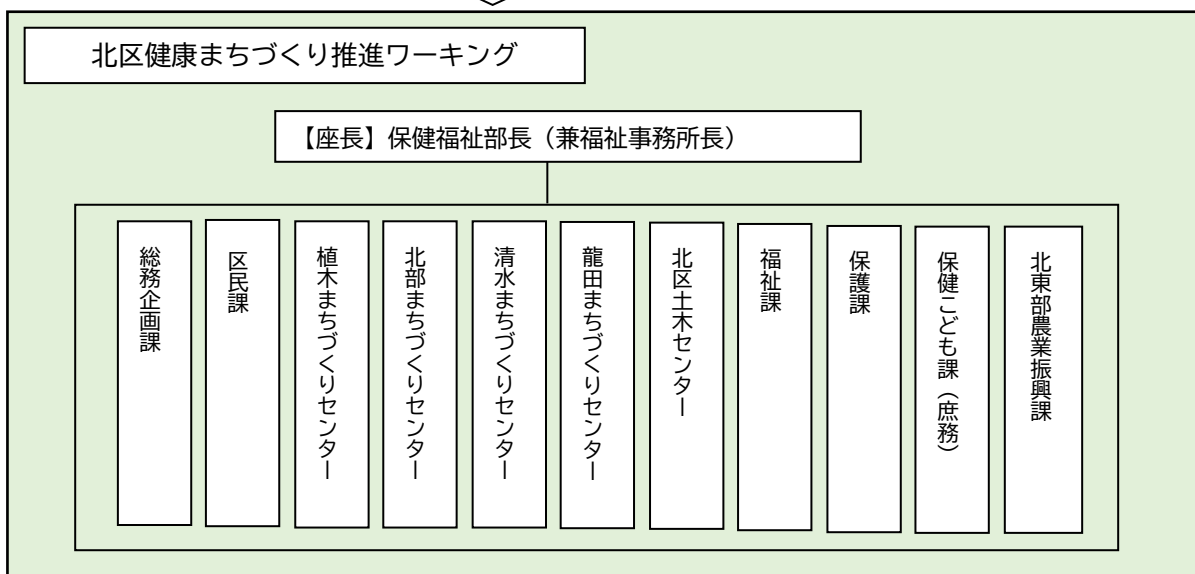 北区健康まちづくり推進ワーキング
【座長】保健福祉部長（兼福祉事務所長）
総務企画課
区民課
植木まちづくりセンター
北部まちづくりセンター
清水まちづくりセンター
龍田まちづくりセンター
北区土木センター
福祉課
保護課
保健こども課（庶務）
北東部農業振興課